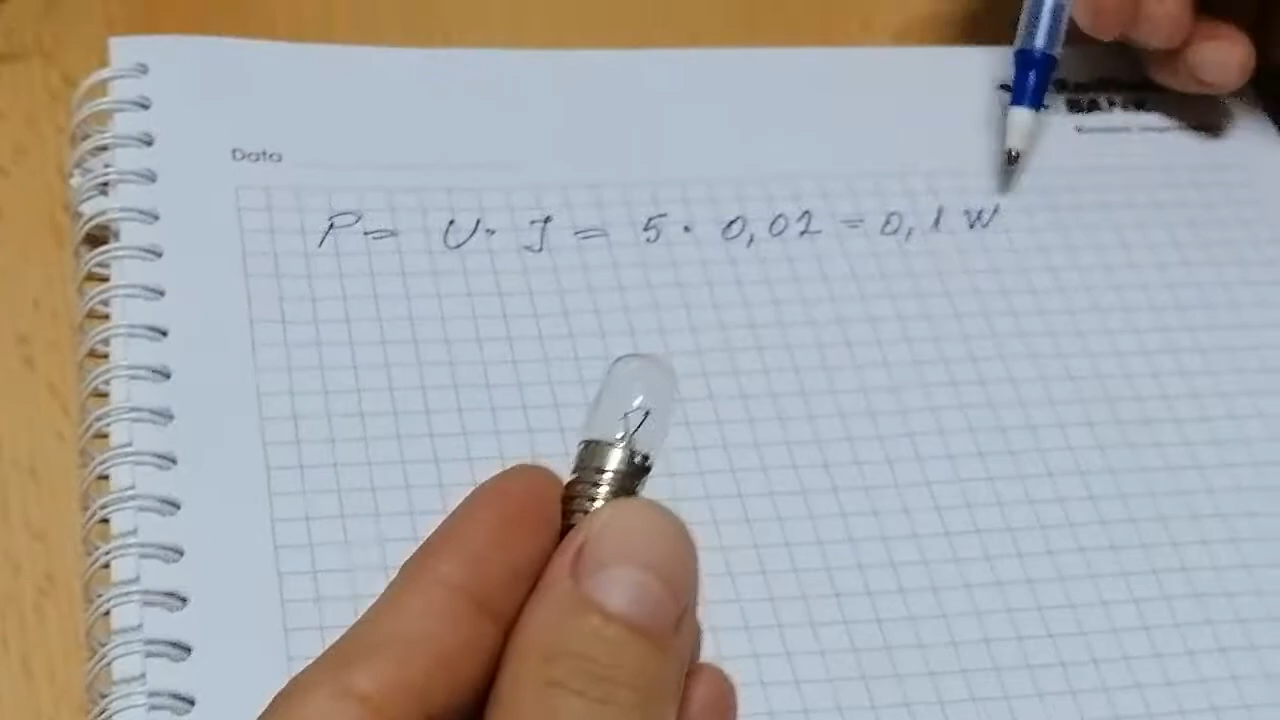 Data
P = U · I = 5 · 0,02 = 0,1 W